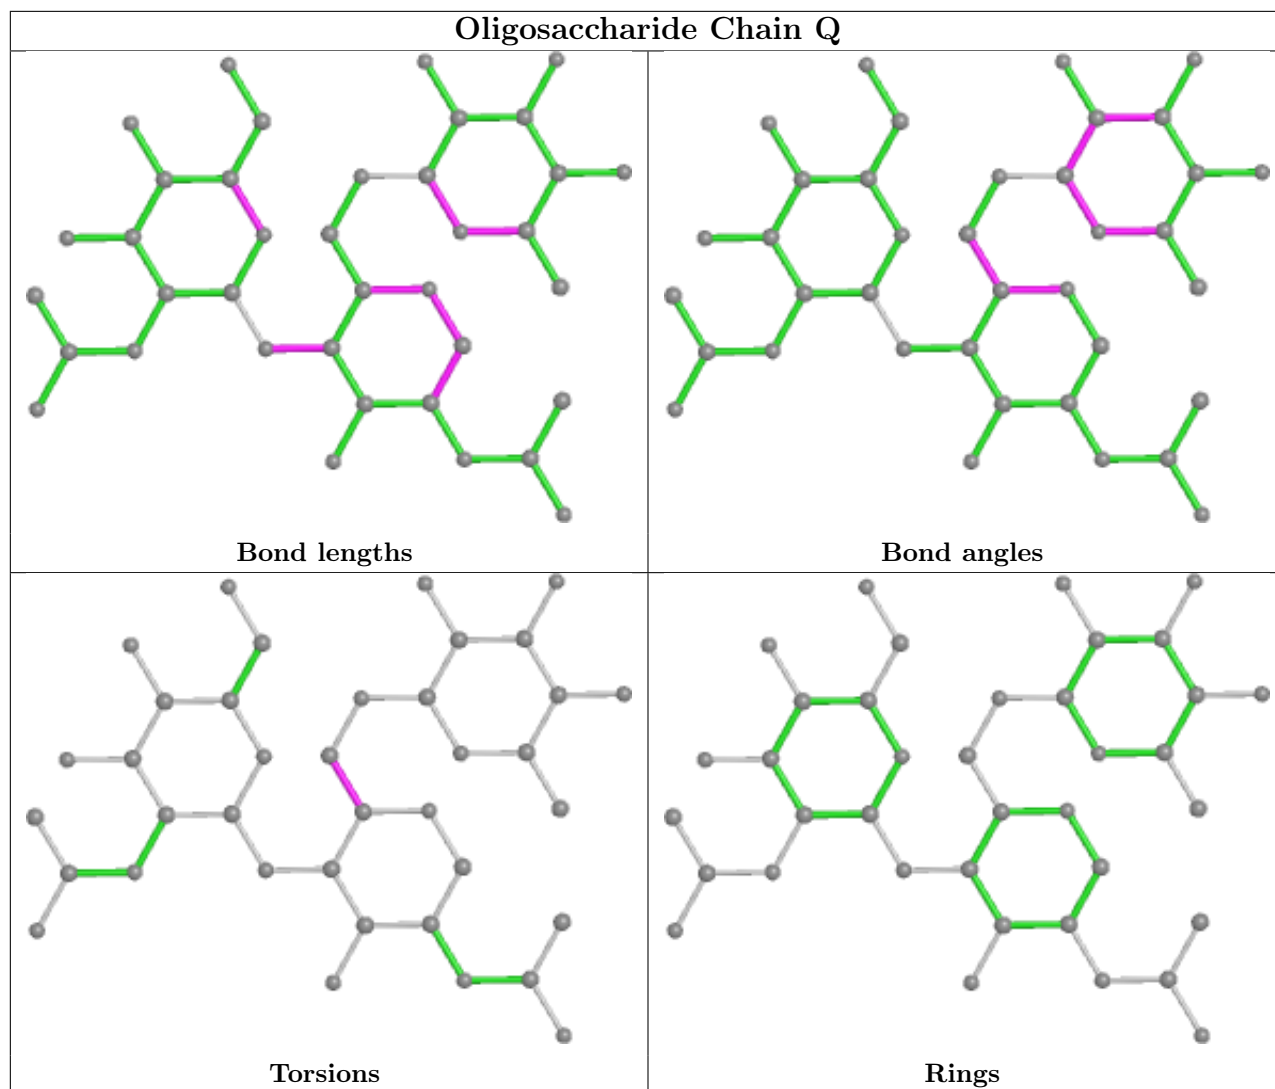 Oligosaccharide Chain Q
Bond lengths
Bond angles
Torsions
Rings